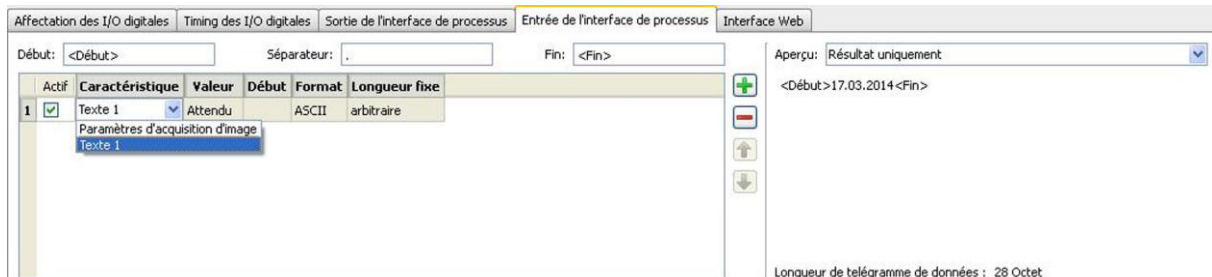 Affectation des I/O digitales Timing des I/O digitales Sortie de l'interface de processus Entrée de l'interface de processus Interface Web
Début: <Début> Séparateur: . Fin: <Fin> Aperçu: Résultat uniquement
Actif Caractéristique Valeur Début Format Longueur fixe
<Début>17.03.2014<Fin>
1 Texte 1 Attendu ASCII arbitraire
Paramètres d'acquisition d'image
Texte 1
Longueur de telégramme de données : 28 Octet